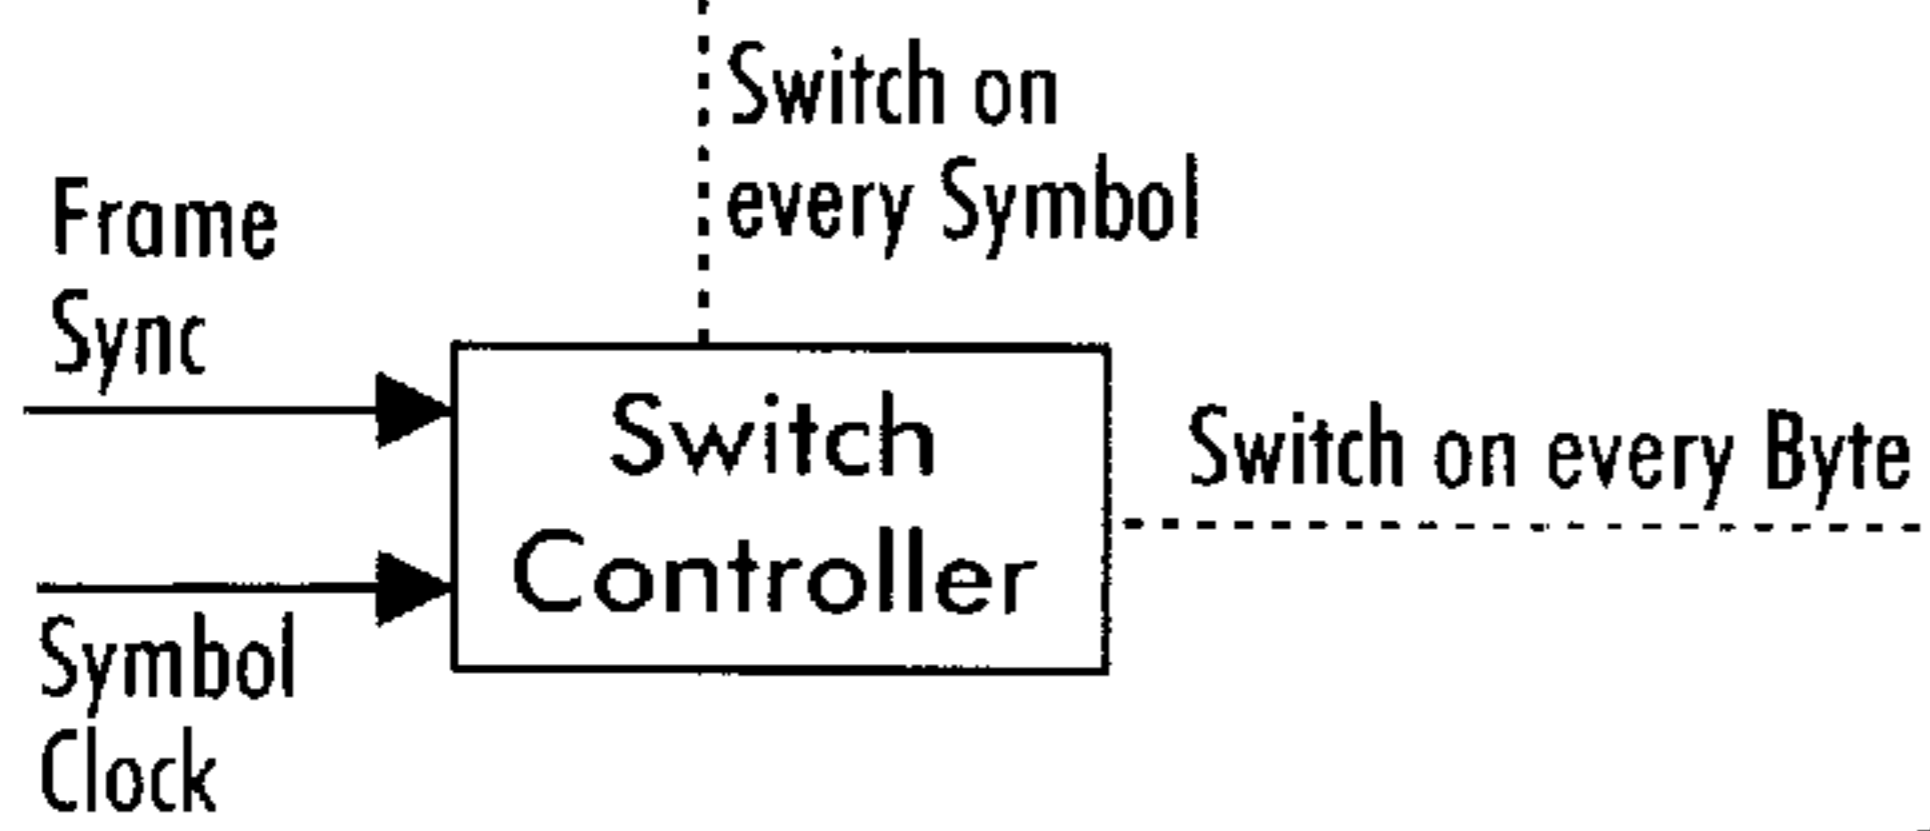 Switch on
every Symbol
Frame
Sync
Switch
Controller
Switch on every Byte
Symbol
Clock